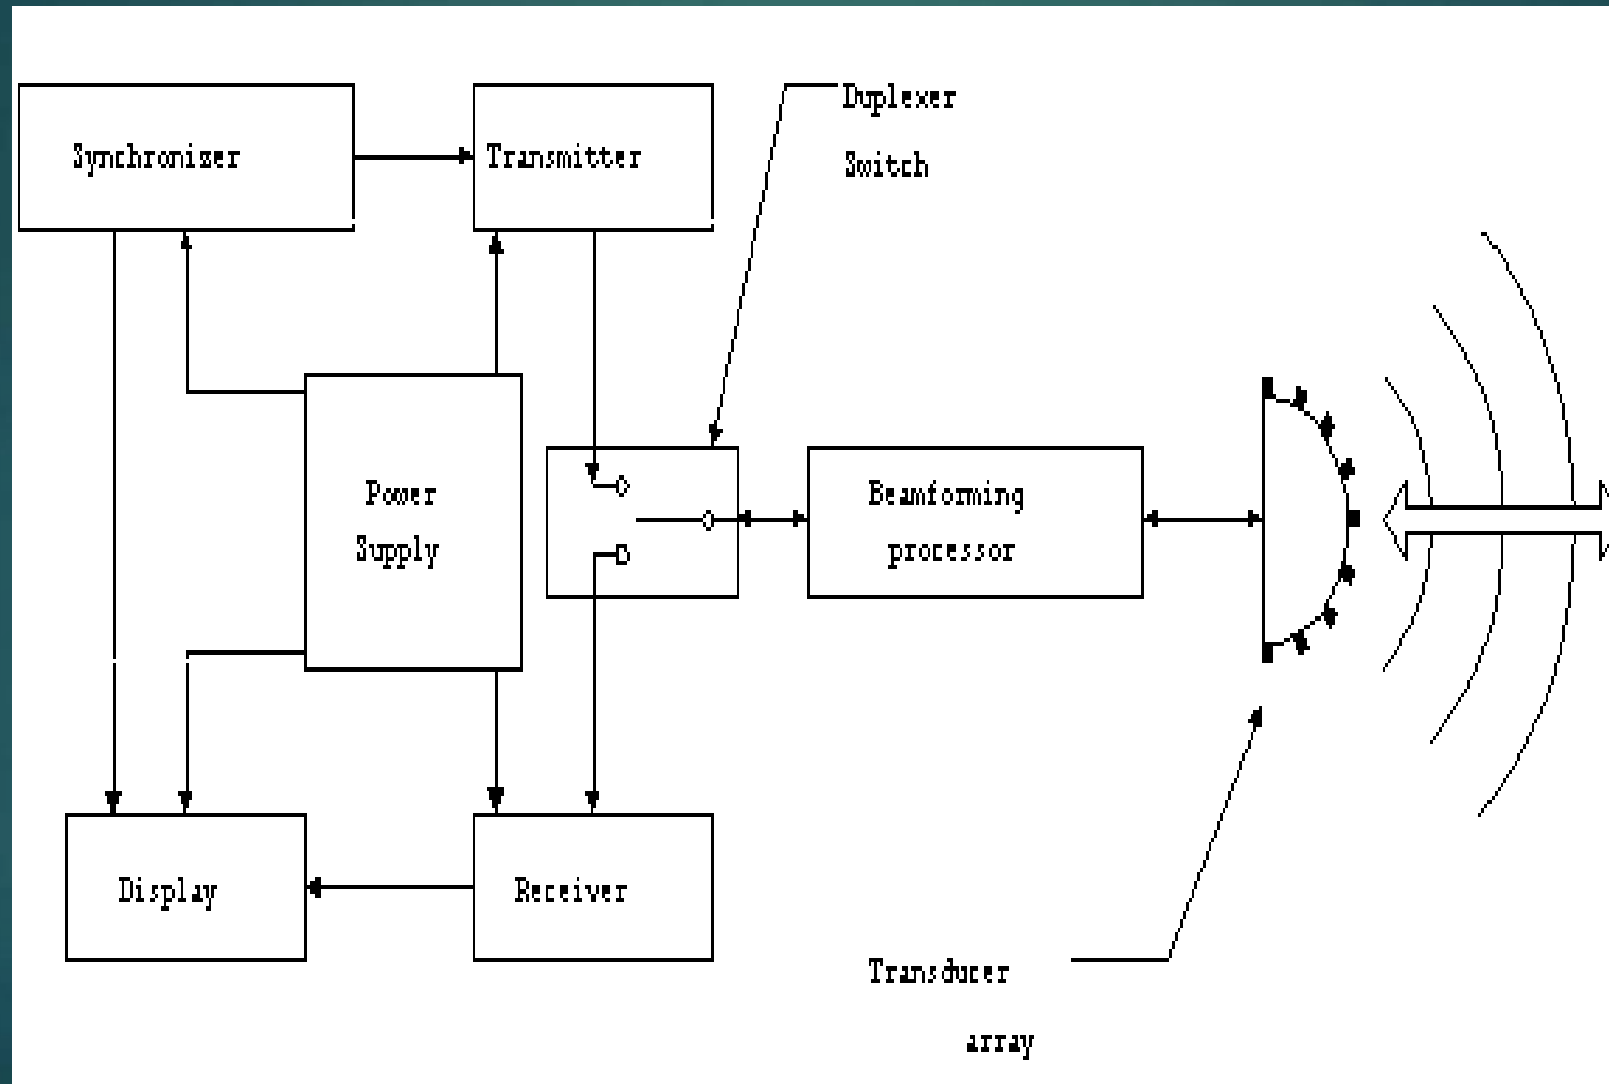 Synchronizer
Transmitter
Duplexer
Switch
Power
Supply
Beamforming
processor
Display
Receiver
Transducer
array